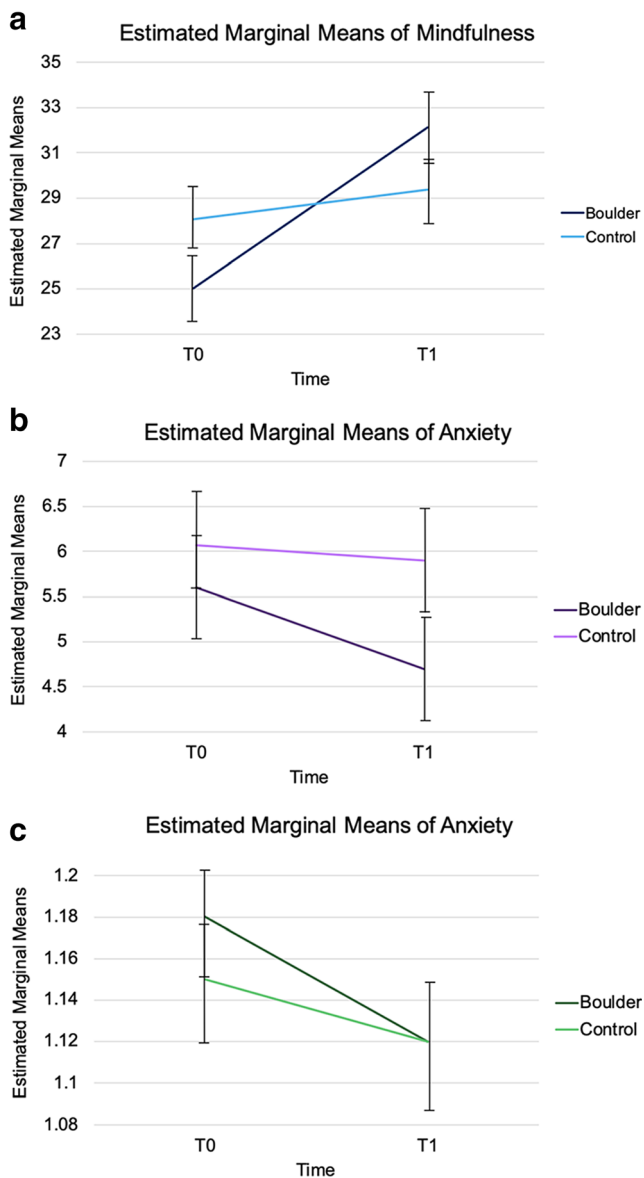 a
Estimated Marginal Means of Mindfulness
35
33
31
29
27
25
23
Estimated Marginal Means
T0
T1
Time
Boulder
Control
b
Estimated Marginal Means of Anxiety
7
6.5
6
5.5
5
4.5
4
Estimated Marginal Means
T0
T1
Time
Boulder
Control
c
Estimated Marginal Means of Anxiety
1.2
1.18
1.16
1.14
1.12
1.1
1.08
Estimated Marginal Means
T0
T1
Time
Boulder
Control